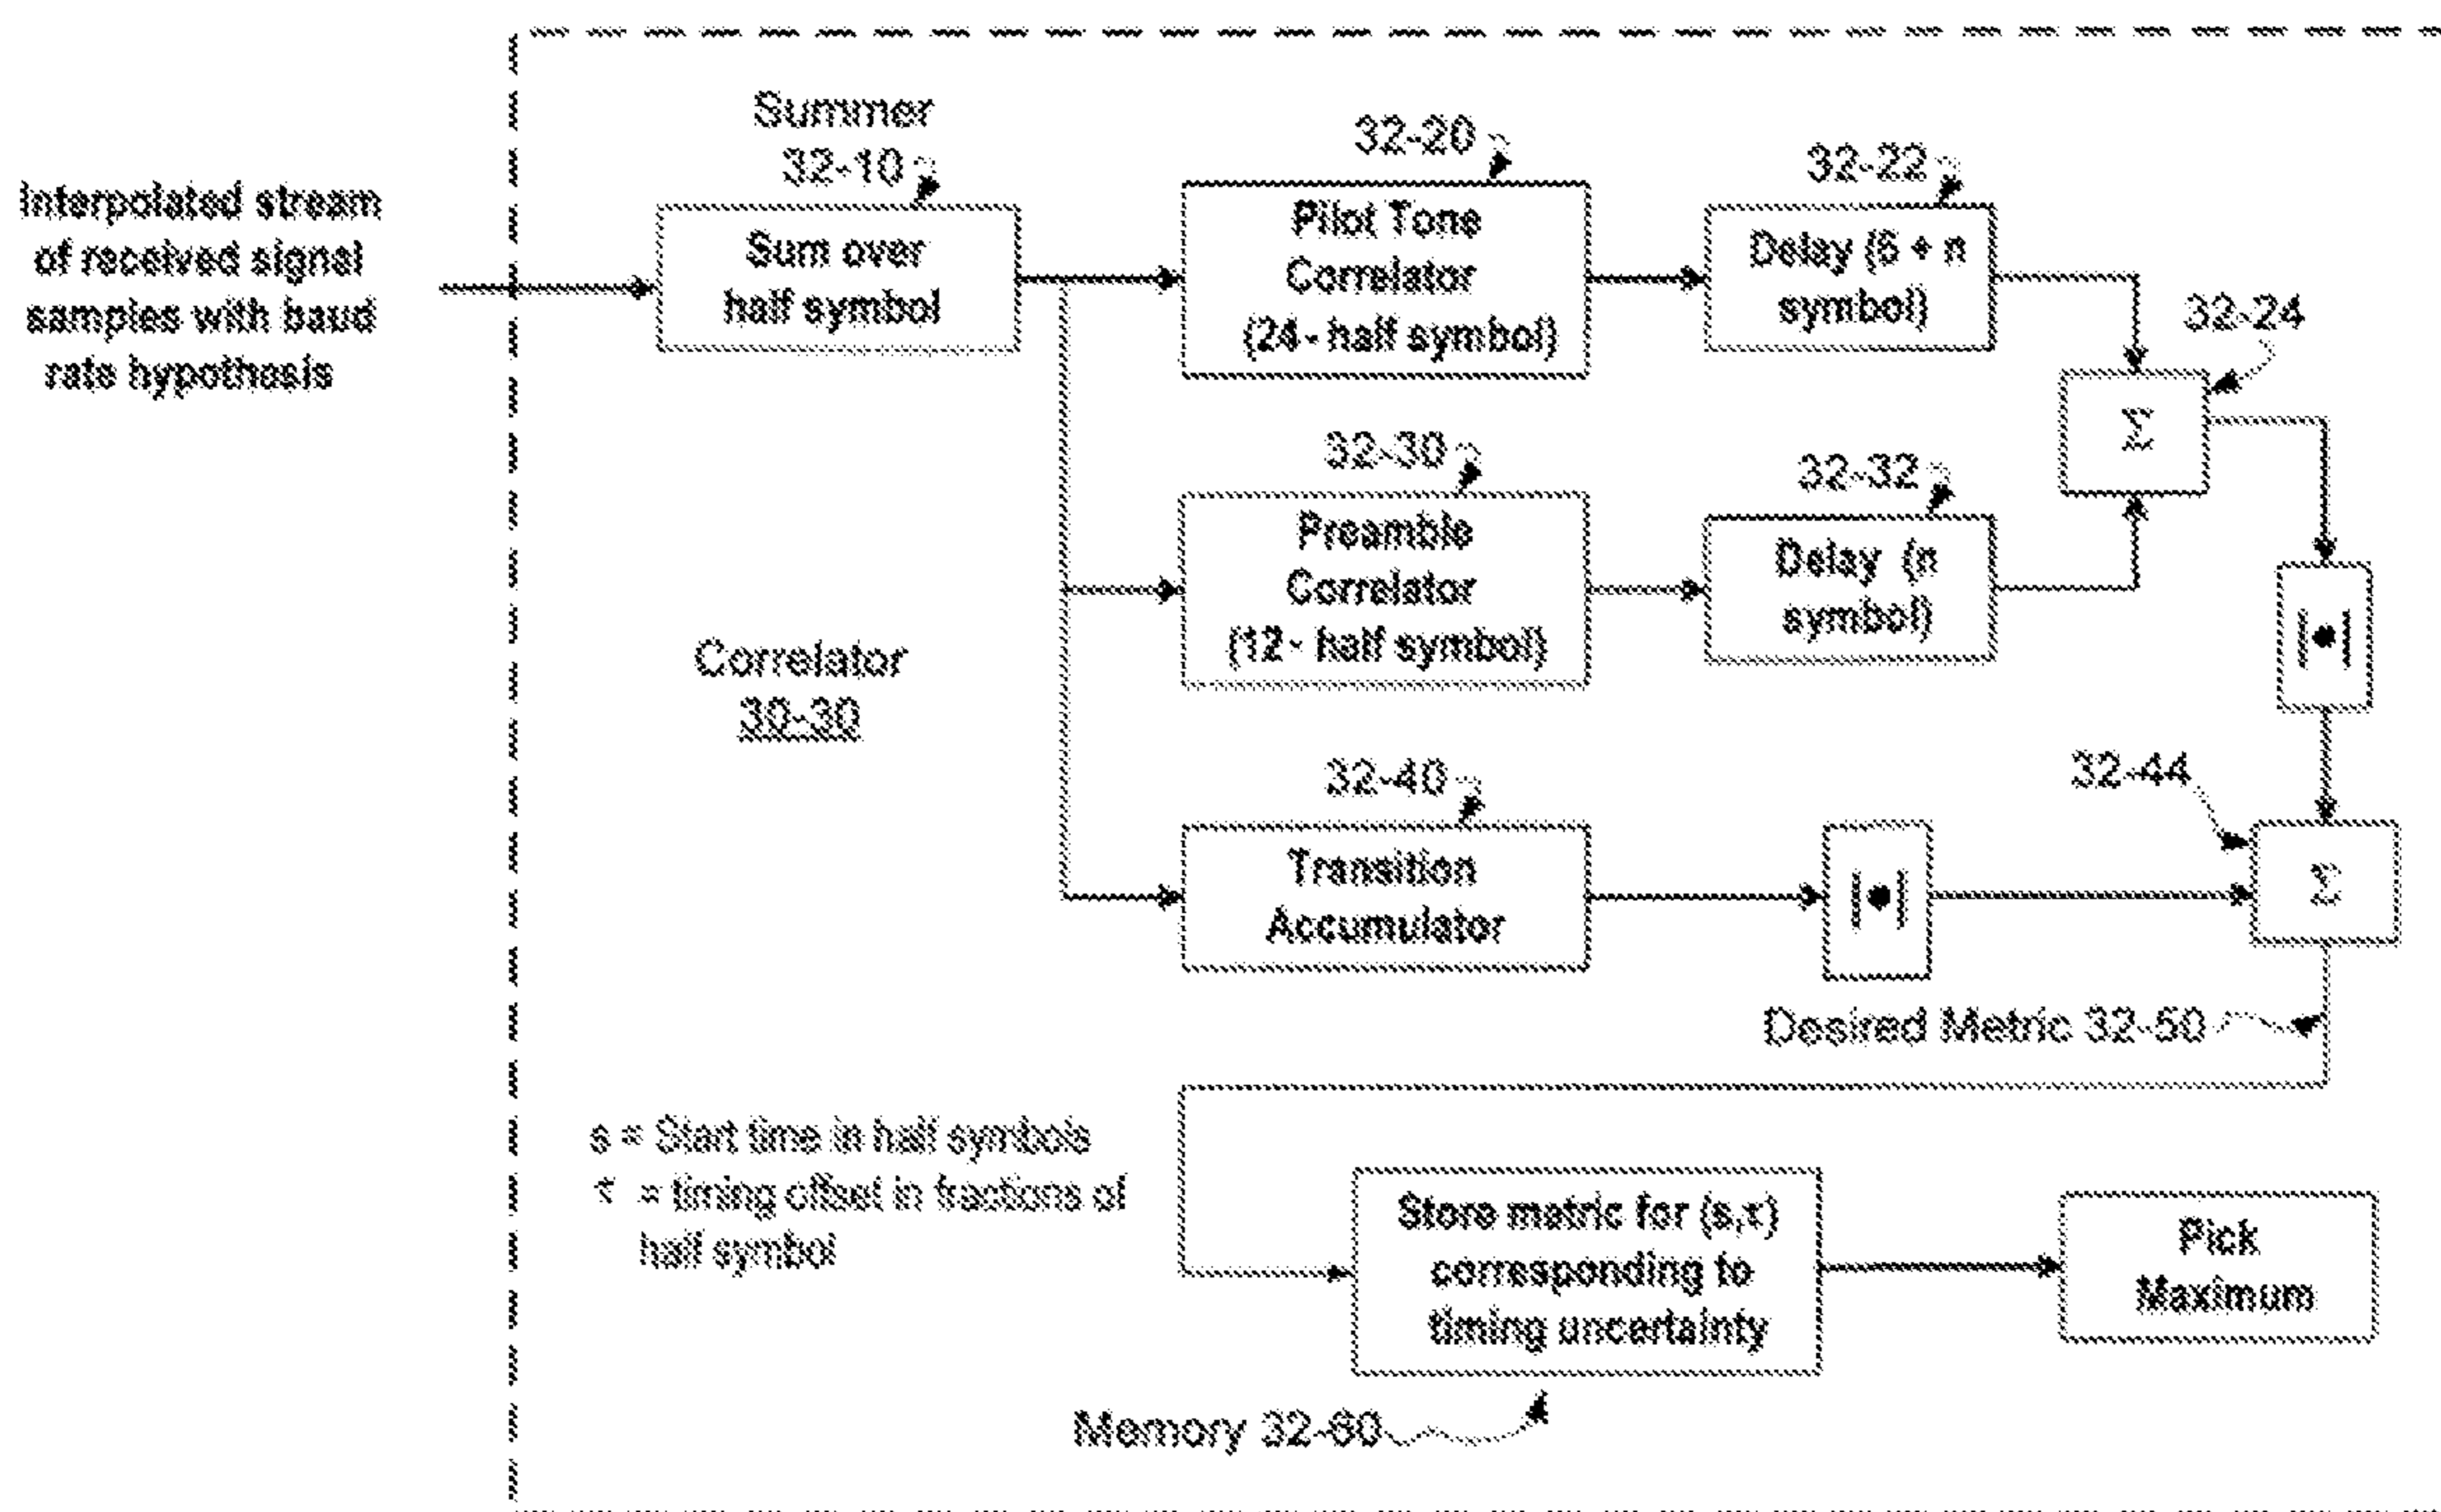 Interpolated stream
of received signal
samples with baud
rate hypothesis
Summer
32-10
Sum over
half symbol
32-20
Pilot Tone
Correlator
(24 - half symbol)
32-22
Delay (6 + n
symbol)
32-24
Σ
32-30
Preamble
Correlator
(12 - half symbol)
32-32
Delay (n
symbol)
|●|
Correlator
30-30
32-40
Transition
Accumulator
|●|
32-44
Σ
Desired Metric 32-50
s = Start time in half symbols
τ = timing offset in fractions of
half symbol
Store metric for (s,τ)
corresponding to
timing uncertainty
Pick
Maximum
Memory 32-60